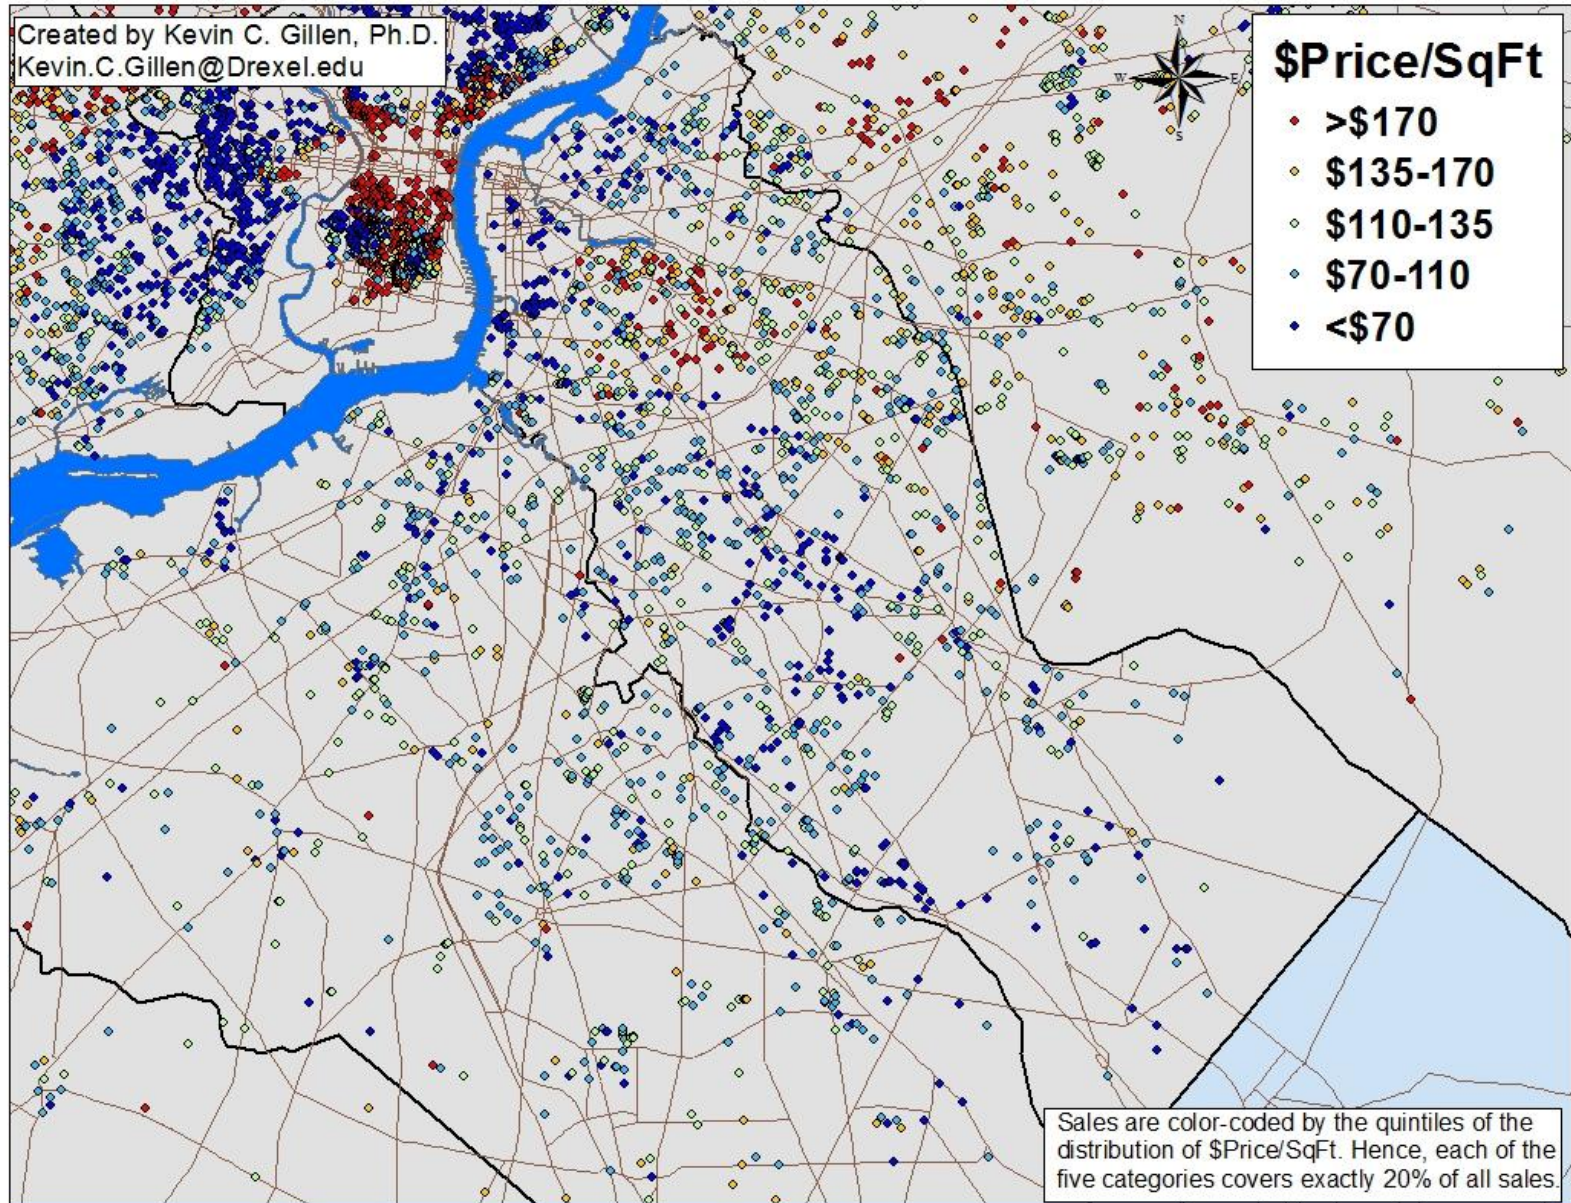 Created by Kevin C. Gillen, Ph.D.
Kevin.C.Gillen@Drexel.edu
N
W
E
S
$Price/SqFt
>$170
$135-170
$110-135
$70-110
<$70
Sales are color-coded by the quintiles of the
distribution of $Price/SqFt. Hence, each of the
five categories covers exactly 20% of all sales.